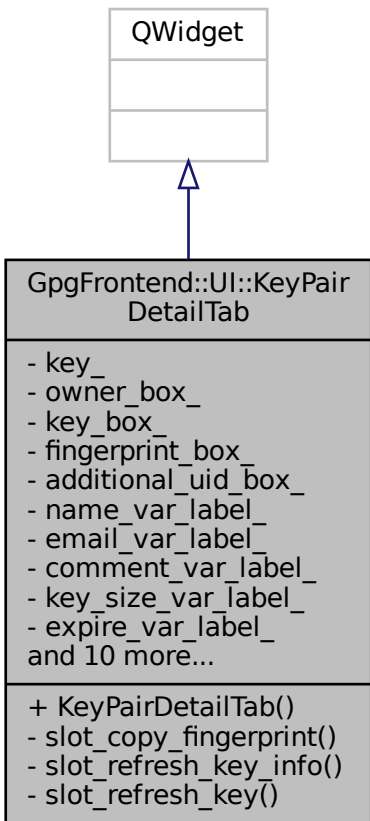 QWidget
GpgFrontend::UI::KeyPair
DetailTab
- key_
- owner_box_
- key_box_
- fingerprint_box_
- additional_uid_box_
- name_var_label_
- email_var_label_
- comment_var_label_
- key_size_var_label_
- expire_var_label_
and 10 more...
+ KeyPairDetailTab()
- slot_copy_fingerprint()
- slot_refresh_key_info()
- slot_refresh_key()